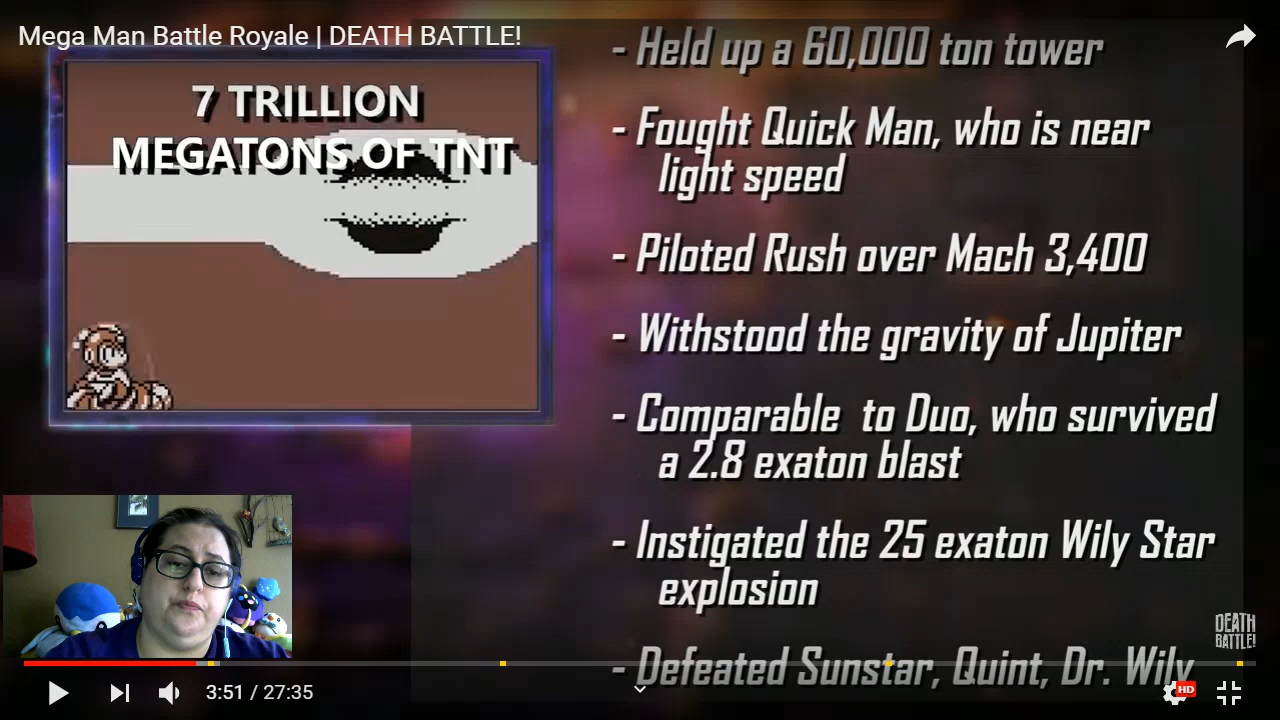 Mega Man Battle Royale | DEATH BATTLE!
7 TRILLION
MEGATONS OF TNT
- Held up a 60,000 ton tower
- Fought Quick Man, who is near
light speed
- Piloted Rush over Mach 3,400
- Withstood the gravity of Jupiter
- Comparable to Duo, who survived
a 2.8 exaton blast
- Instigated the 25 exaton Wily Star
explosion
- Defeated Sunstar, Quint, Dr. Wily
DEATH
BATTLE!
3:51 / 27:35
HD